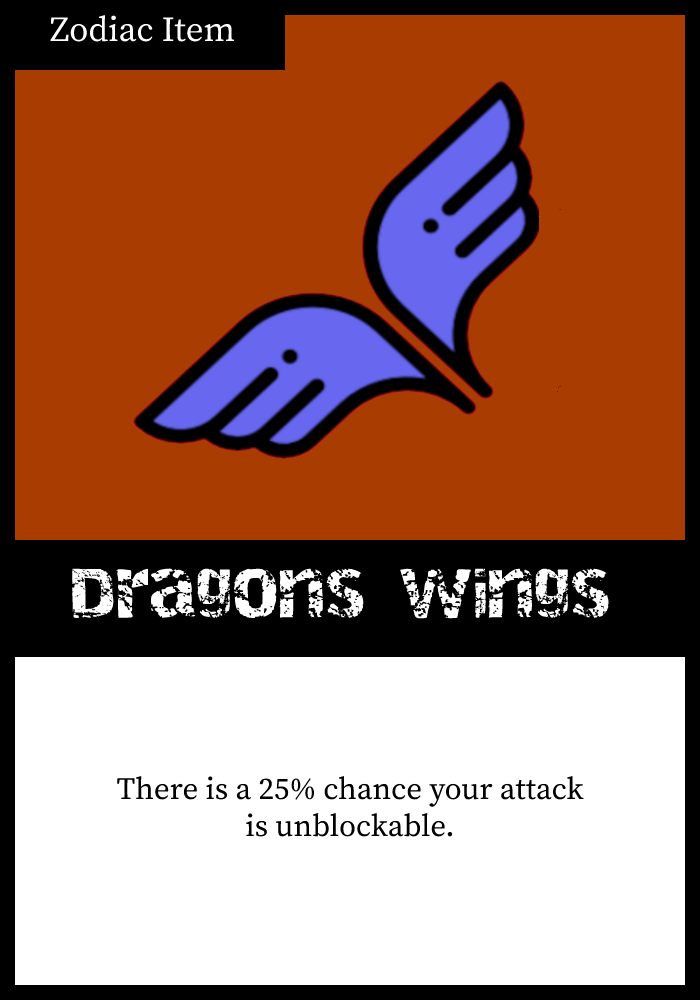 Zodiac Item
Dragons Wings
There is a 25% chance your attack
is unblockable.